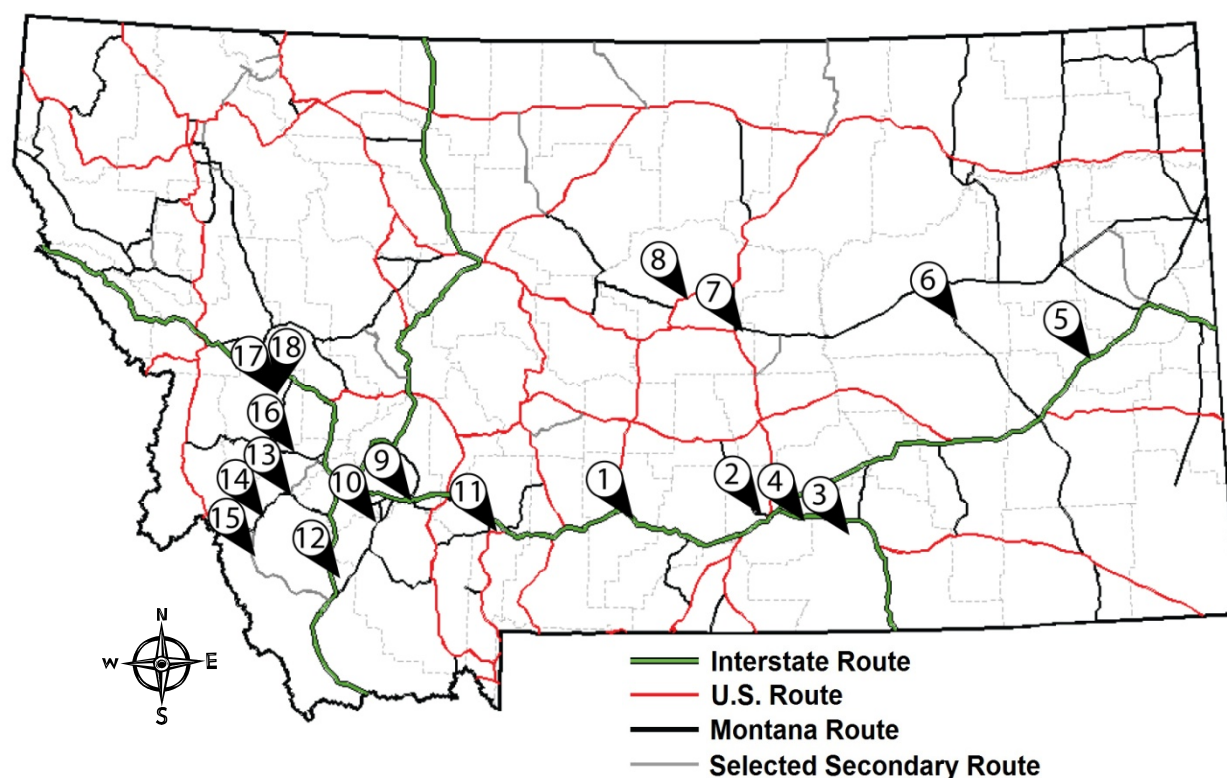 8
7
6
5
17
18
16
13
14
15
12
10
9
11
1
2
4
3
N
W
E
S
Interstate Route
U.S. Route
Montana Route
Selected Secondary Route